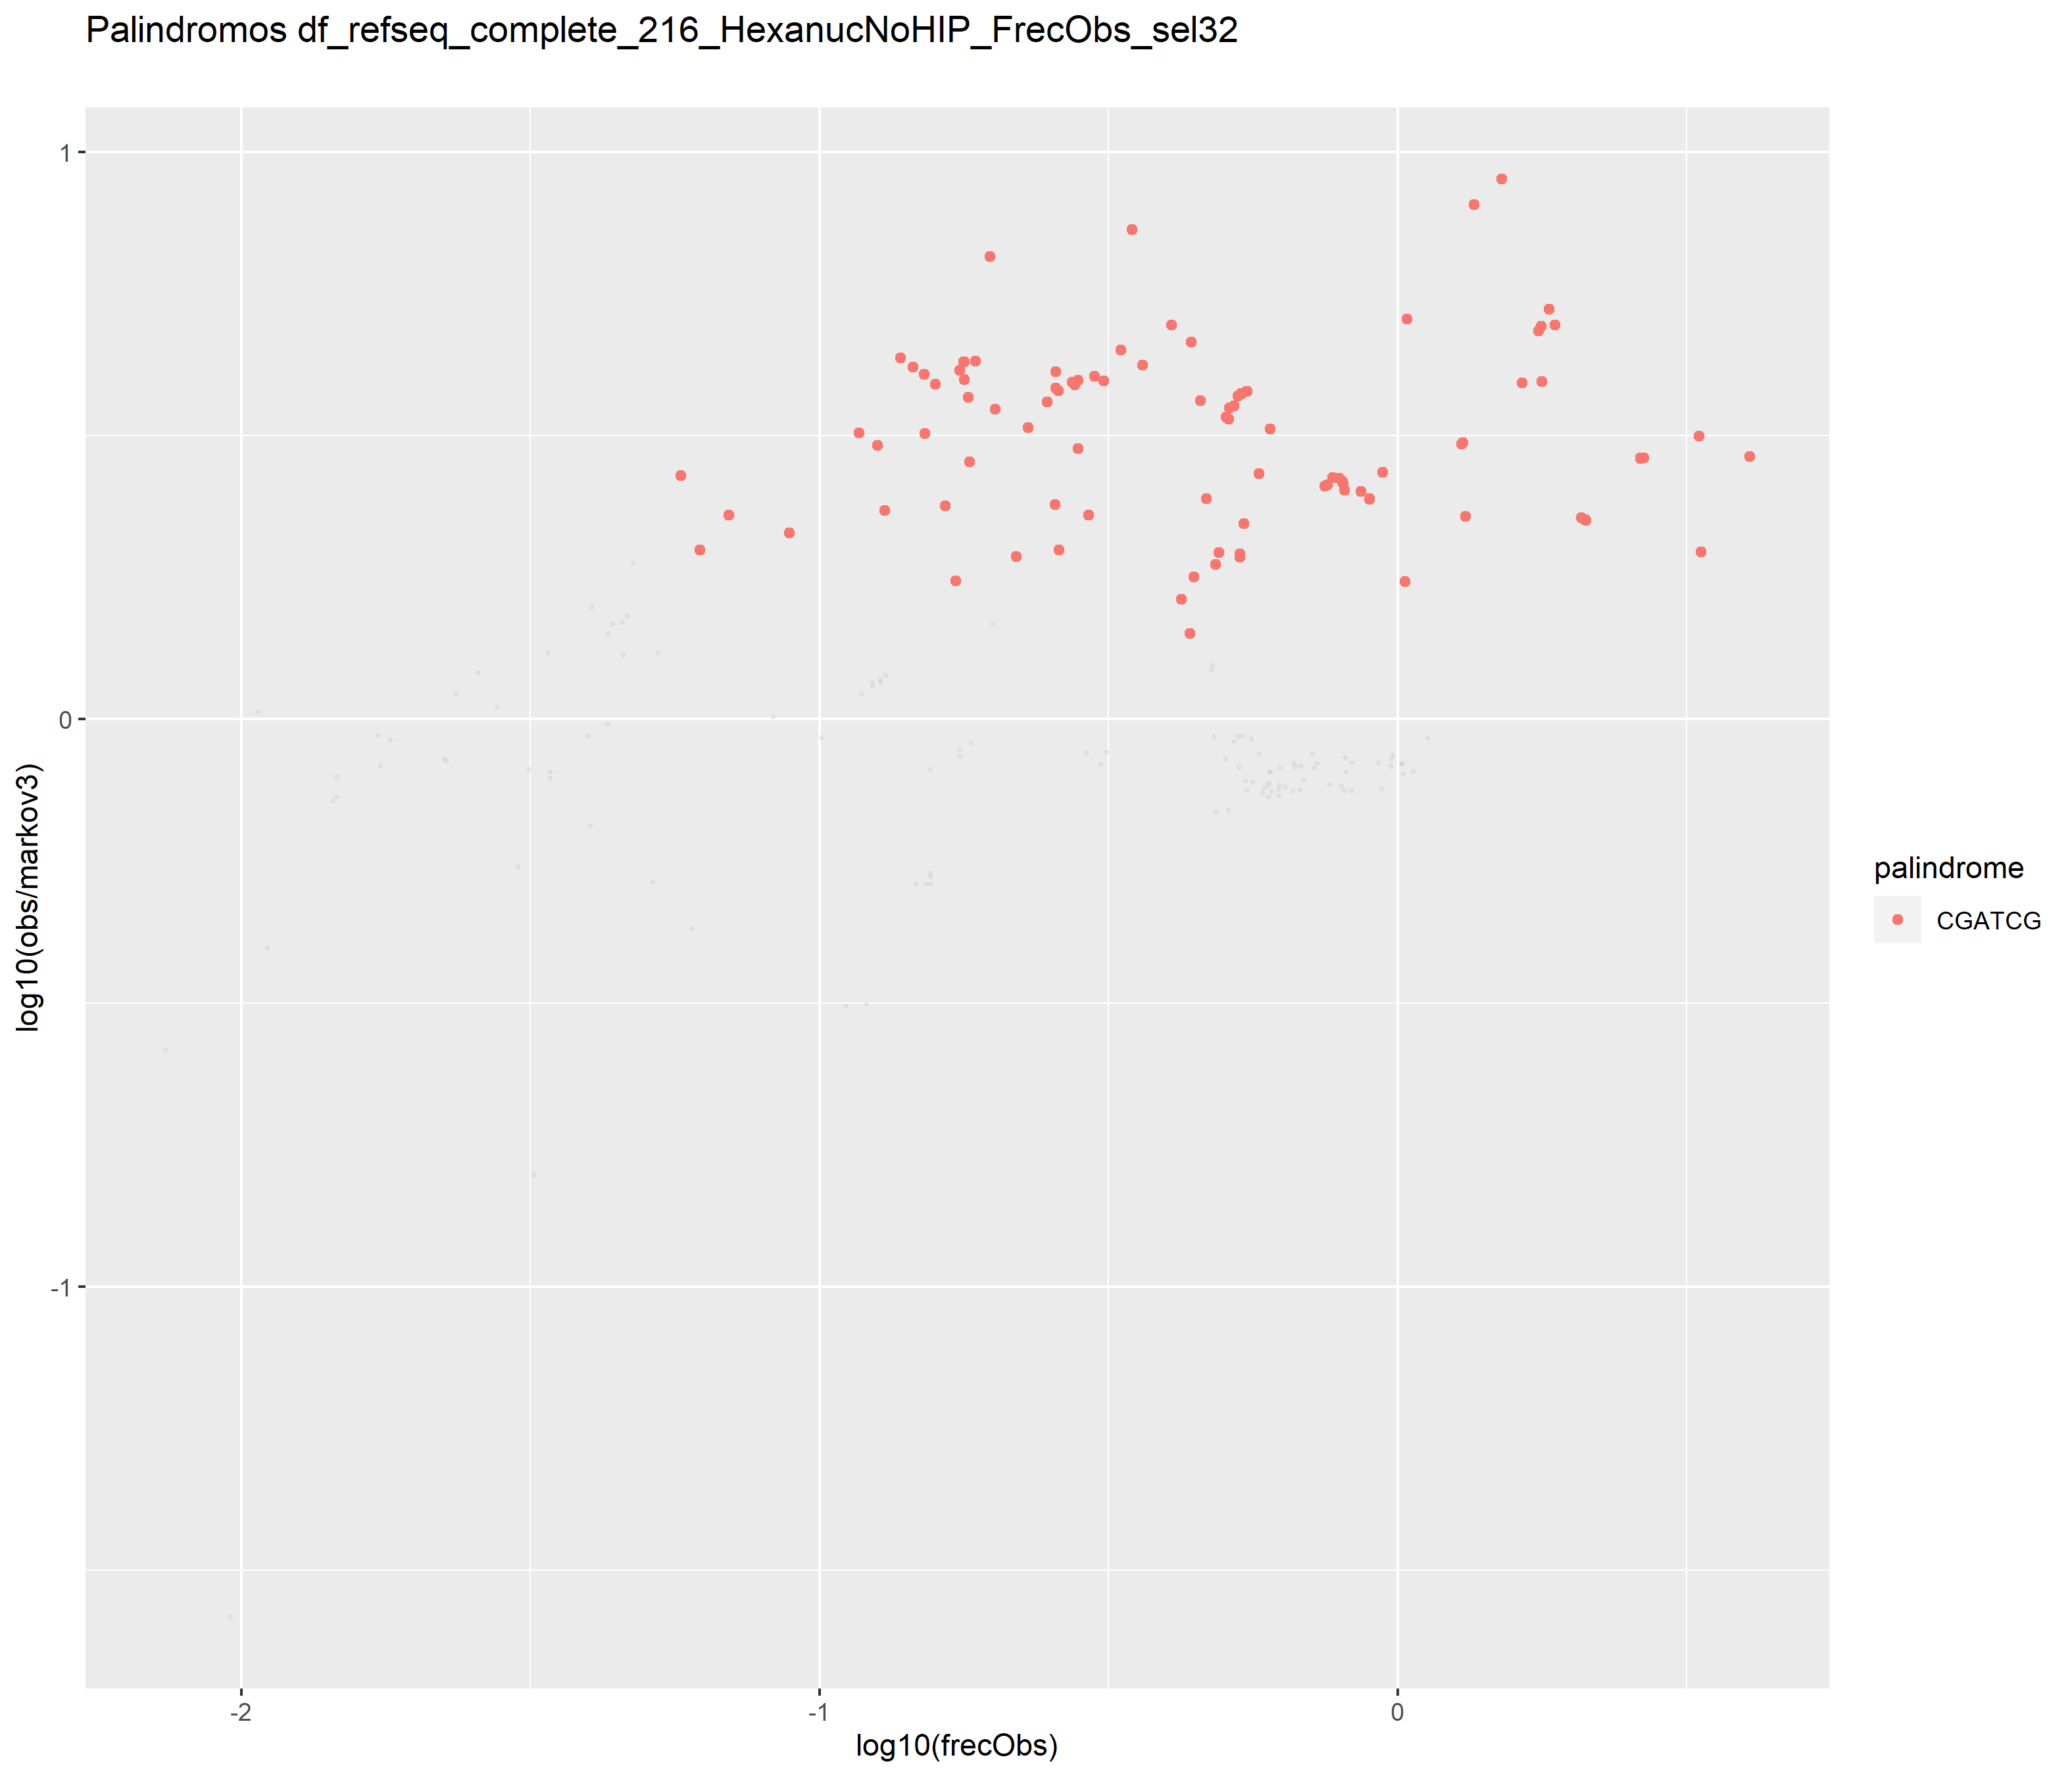 Palindromos df_refseq_complete_216_HexanucNoHIP_FrecObs_sel32
1
0
-1
log10(obs/markov3)
-2
-1
0
log10(frecObs)
palindrome
CGATCG